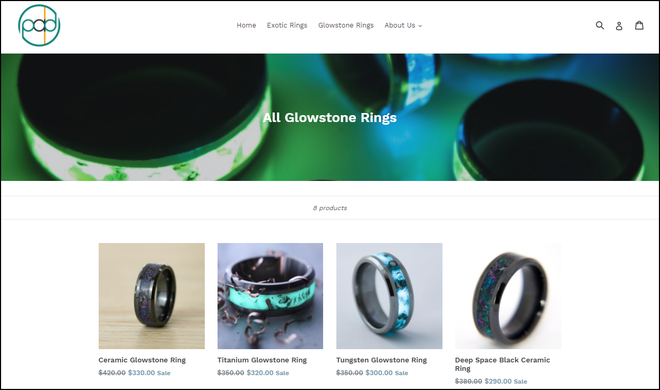 pad
Home Exotic Rings Glowstone Rings About Us
All Glowstone Rings
8 products
Ceramic Glowstone Ring
$420.00 $330.00 Sale
Titanium Glowstone Ring
$350.00 $320.00 Sale
Tungsten Glowstone Ring
$350.00 $300.00 Sale
Deep Space Black Ceramic
Ring
$380.00 $290.00 Sale